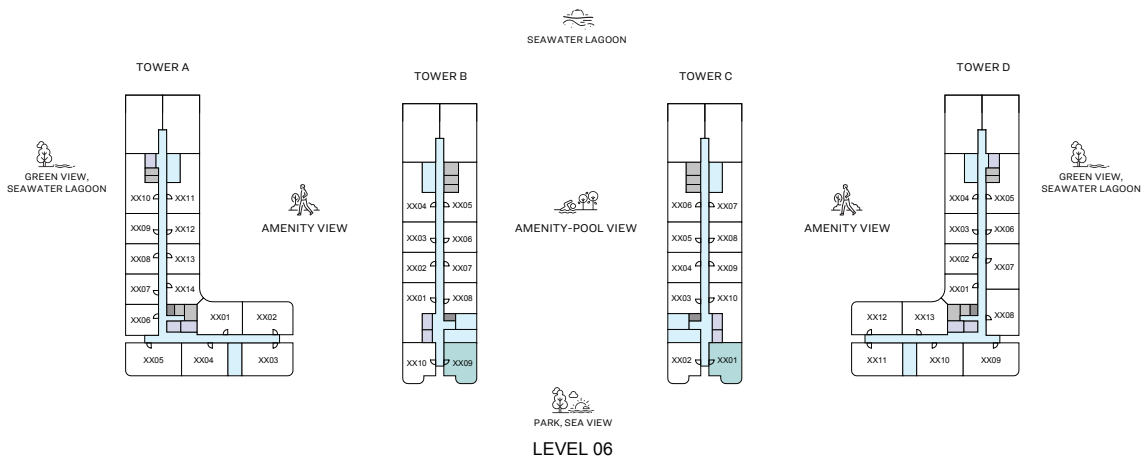 SEAWATER LAGOON
TOWER A
TOWER B
TOWER C
TOWER D
GREEN VIEW,
SEAWATER LAGOON
AMENITY VIEW
AMENITY-POOL VIEW
AMENITY VIEW
GREEN VIEW,
SEAWATER LAGOON
XX10 XX11
XX09 XX12
XX08 XX13
XX07 XX14
XX06 XX01 XX02
XX05 XX04 XX03
XX04 XX05
XX03 XX06
XX02 XX07
XX01 XX08
XX10 XX09
XX06 XX07
XX05 XX08
XX04 XX09
XX03 XX10
XX02 XX01
XX04 XX05
XX03 XX06
XX02 XX07
XX01
XX12 XX13 XX08
XX11 XX10 XX09
PARK, SEA VIEW
LEVEL 06